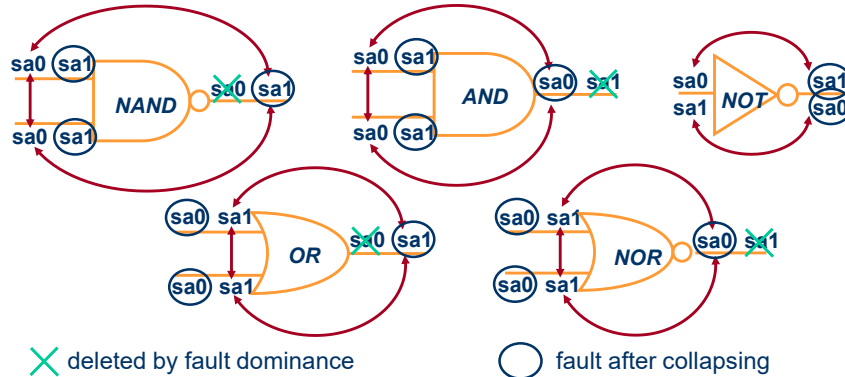 sa0 sa1 NAND sa0 sa1
sa0 sa1
sa0 sa1 AND sa0 sa1
sa0 sa1
sa0 NOT sa1
sa1 sa0
sa0 sa1 OR sa0 sa1
sa0 sa1
sa0 sa1 NOR sa0 sa1
sa0 sa1
deleted by fault dominance
fault after collapsing